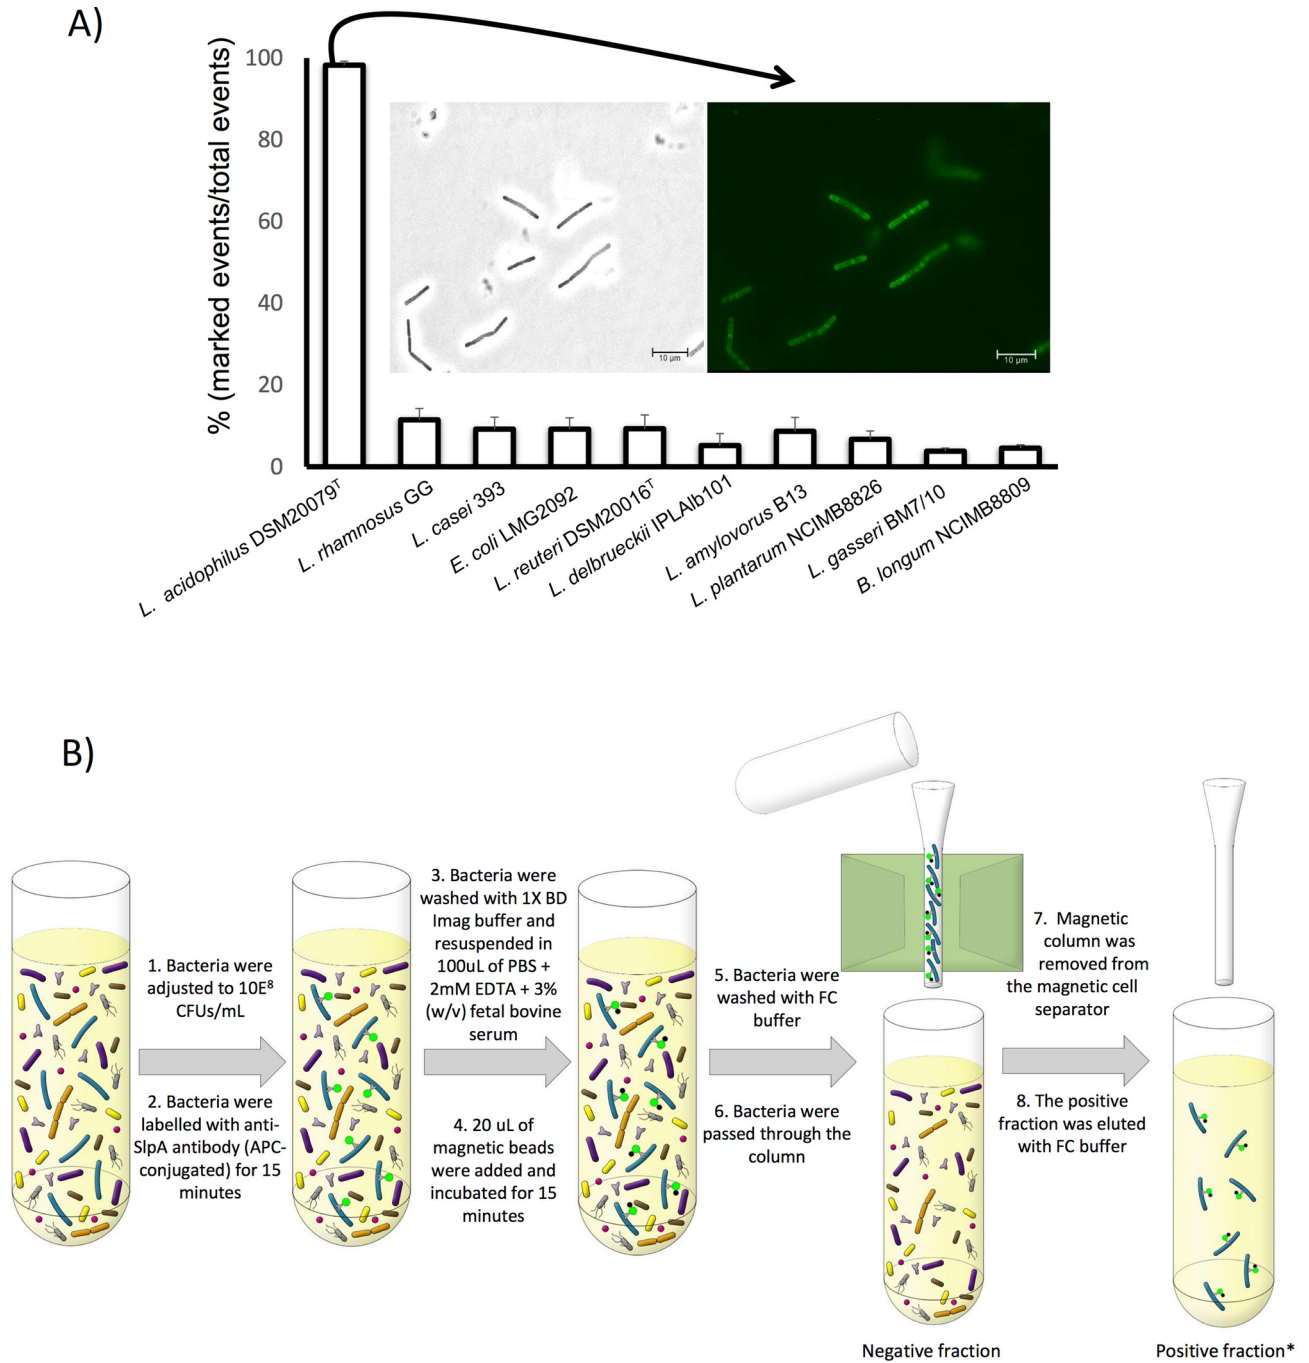 A)
% (marked events/total events)
100
80
60
40
20
0
10 µm
10 µm
L. acidophilus DSM20079ᵀ
L. rhamnosus GG
L. casei 393
E. coli LMG2092
L. reuteri DSM20016ᵀ
L. delbrueckii IPLAIb101
L. amylovorus B13
L. plantarum NCIMB8826
L. gasseri BM7/10
B. longum NCIMB8809
B)
1. Bacteria were
adjusted to 10E⁸
CFUs/mL
2. Bacteria were
labelled with anti-
SlpA antibody (APC-
conjugated) for 15
minutes
3. Bacteria were
washed with 1X BD
Imag buffer and
resuspended in
100uL of PBS +
2mM EDTA + 3%
(w/v) fetal bovine
serum
4. 20 uL of
magnetic beads
were added and
incubated for 15
minutes
5. Bacteria were
washed with FC
buffer
6. Bacteria were
passed through the
column
7. Magnetic
column was
removed from
the magnetic cell
separator
8. The positive
fraction was eluted
with FC buffer
Negative fraction
Positive fraction*